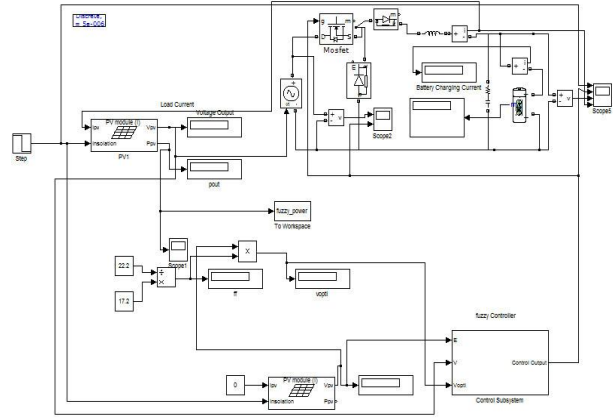 Discrete,
Mosfet
g
m
D
S
m
E
Load Current
Voltage Output
PV module (I)
Ipv
Vpv
Insolation
Ppv
PV1
Step
pout
v
Scope2
Battery Charging Current
m
v
Scope5
fuzzy_power
To Workspace
Scope1
22.2
17.2
÷
×
X
ff
vopti
fuzzy Controller
E
V
Vopti
Control Output
Control Subsystem
0
PV module (I)
Ipv
Vpv
Insolation
Ppv